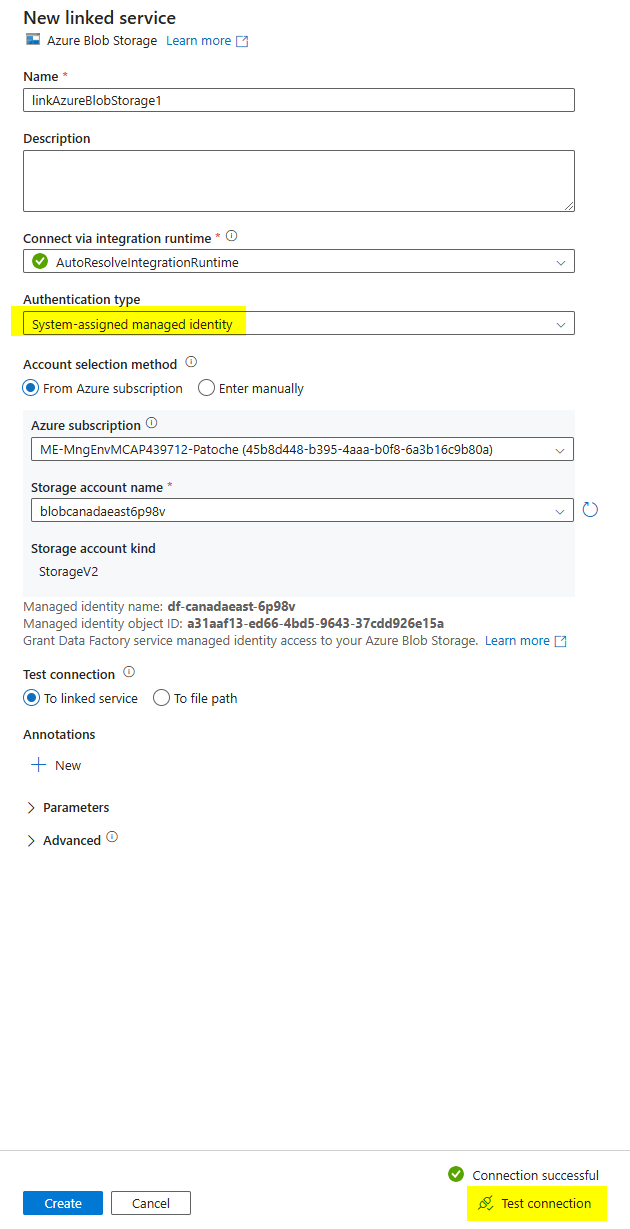 New linked service
Azure Blob Storage Learn more
Name *
linkAzureBlobStorage1
Description
Connect via integration runtime *
AutoResolveIntegrationRuntime
Authentication type
System-assigned managed identity
Account selection method
From Azure subscription Enter manually
Azure subscription
ME-MngEnvMCAP439712-Patoche (45b8d448-b395-4aaa-b0f8-6a3b16c9b80a)
Storage account name *
blobcanadaeast6p98v
Storage account kind
StorageV2
Managed identity name: df-canadaeast-6p98v
Managed identity object ID: a31aaf13-ed66-4bd5-9643-37cdd926e15a
Grant Data Factory service managed identity access to your Azure Blob Storage. Learn more
Test connection
To linked service To file path
Annotations
New
Parameters
Advanced
Connection successful
Create Cancel Test connection